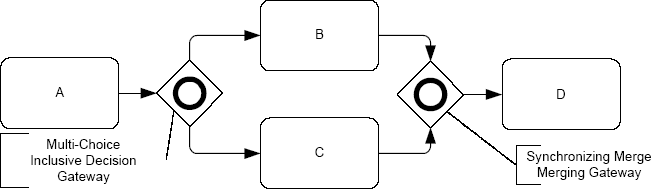 A
B
C
D
Multi-Choice
Inclusive Decision
Gateway
Synchronizing Merge
Merging Gateway